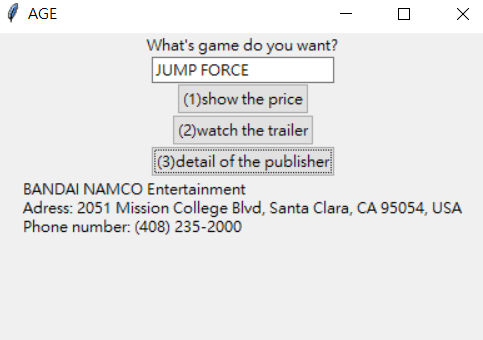 AGE
What's game do you want?
JUMP FORCE
(1)show the price
(2)watch the trailer
(3)detail of the publisher
BANDAI NAMCO Entertainment
Adress: 2051 Mission College Blvd, Santa Clara, CA 95054, USA
Phone number: (408) 235-2000